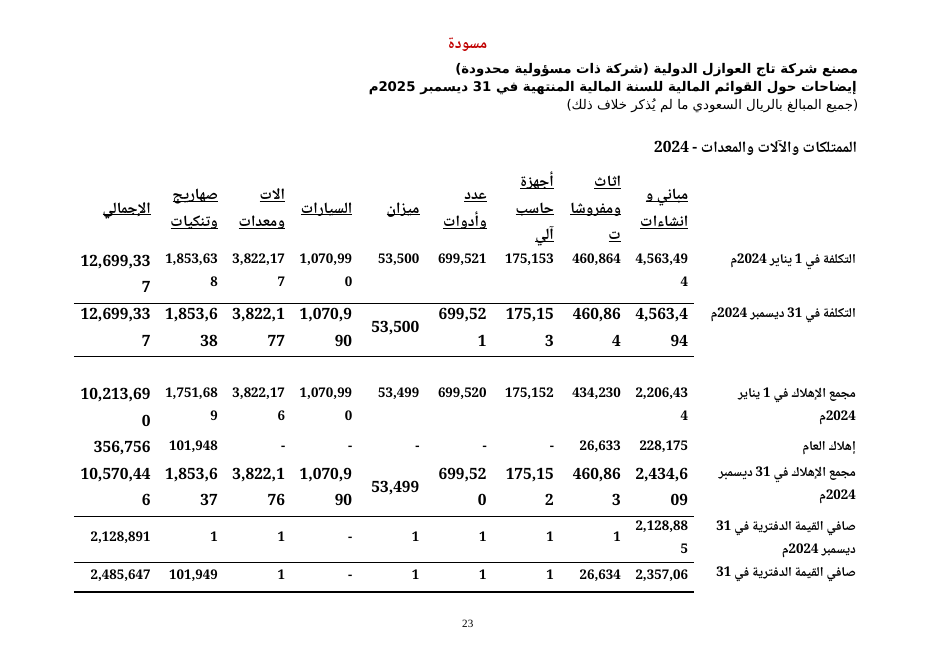 مسودة
مصنع شركة تاج العوازل الدولية (شركة ذات مسؤولية محدودة)
إيضاحات حول القوائم المالية للسنة المالية المنتهية في 31 ديسمبر 2025م
(جميع المبالغ بالريال السعودي ما لم يُذكر خلاف ذلك)
الممتلكات والآلات والمعدات - 2024
مباني و انشاءات اثاث ومفروشات أجهزة حاسب آلي عدد وأدوات ميزان السيارات الات ومعدات صهاريج وتنكيات الإجمالي
التكلفة في 1 يناير 2024م 4,563,494 460,864 175,153 699,521 53,500 1,070,990 3,822,177 1,853,638 12,699,337
التكلفة في 31 ديسمبر 2024م 4,563,494 460,864 175,153 699,521 53,500 1,070,990 3,822,177 1,853,638 12,699,337
مجمع الإهلاك في 1 يناير 2024م 2,206,434 434,230 175,152 699,520 53,499 1,070,990 3,822,176 1,751,689 10,213,690
إهلاك العام 228,175 26,633 - - - - - 101,948 356,756
مجمع الإهلاك في 31 ديسمبر 2024م 2,434,609 460,863 175,152 699,520 53,499 1,070,990 3,822,176 1,853,637 10,570,446
صافي القيمة الدفترية في 31 ديسمبر 2024م 2,128,885 1 1 1 1 - 1 1 2,128,891
صافي القيمة الدفترية في 31 2,357,06 26,634 1 1 1 - 1 101,949 2,485,647
23